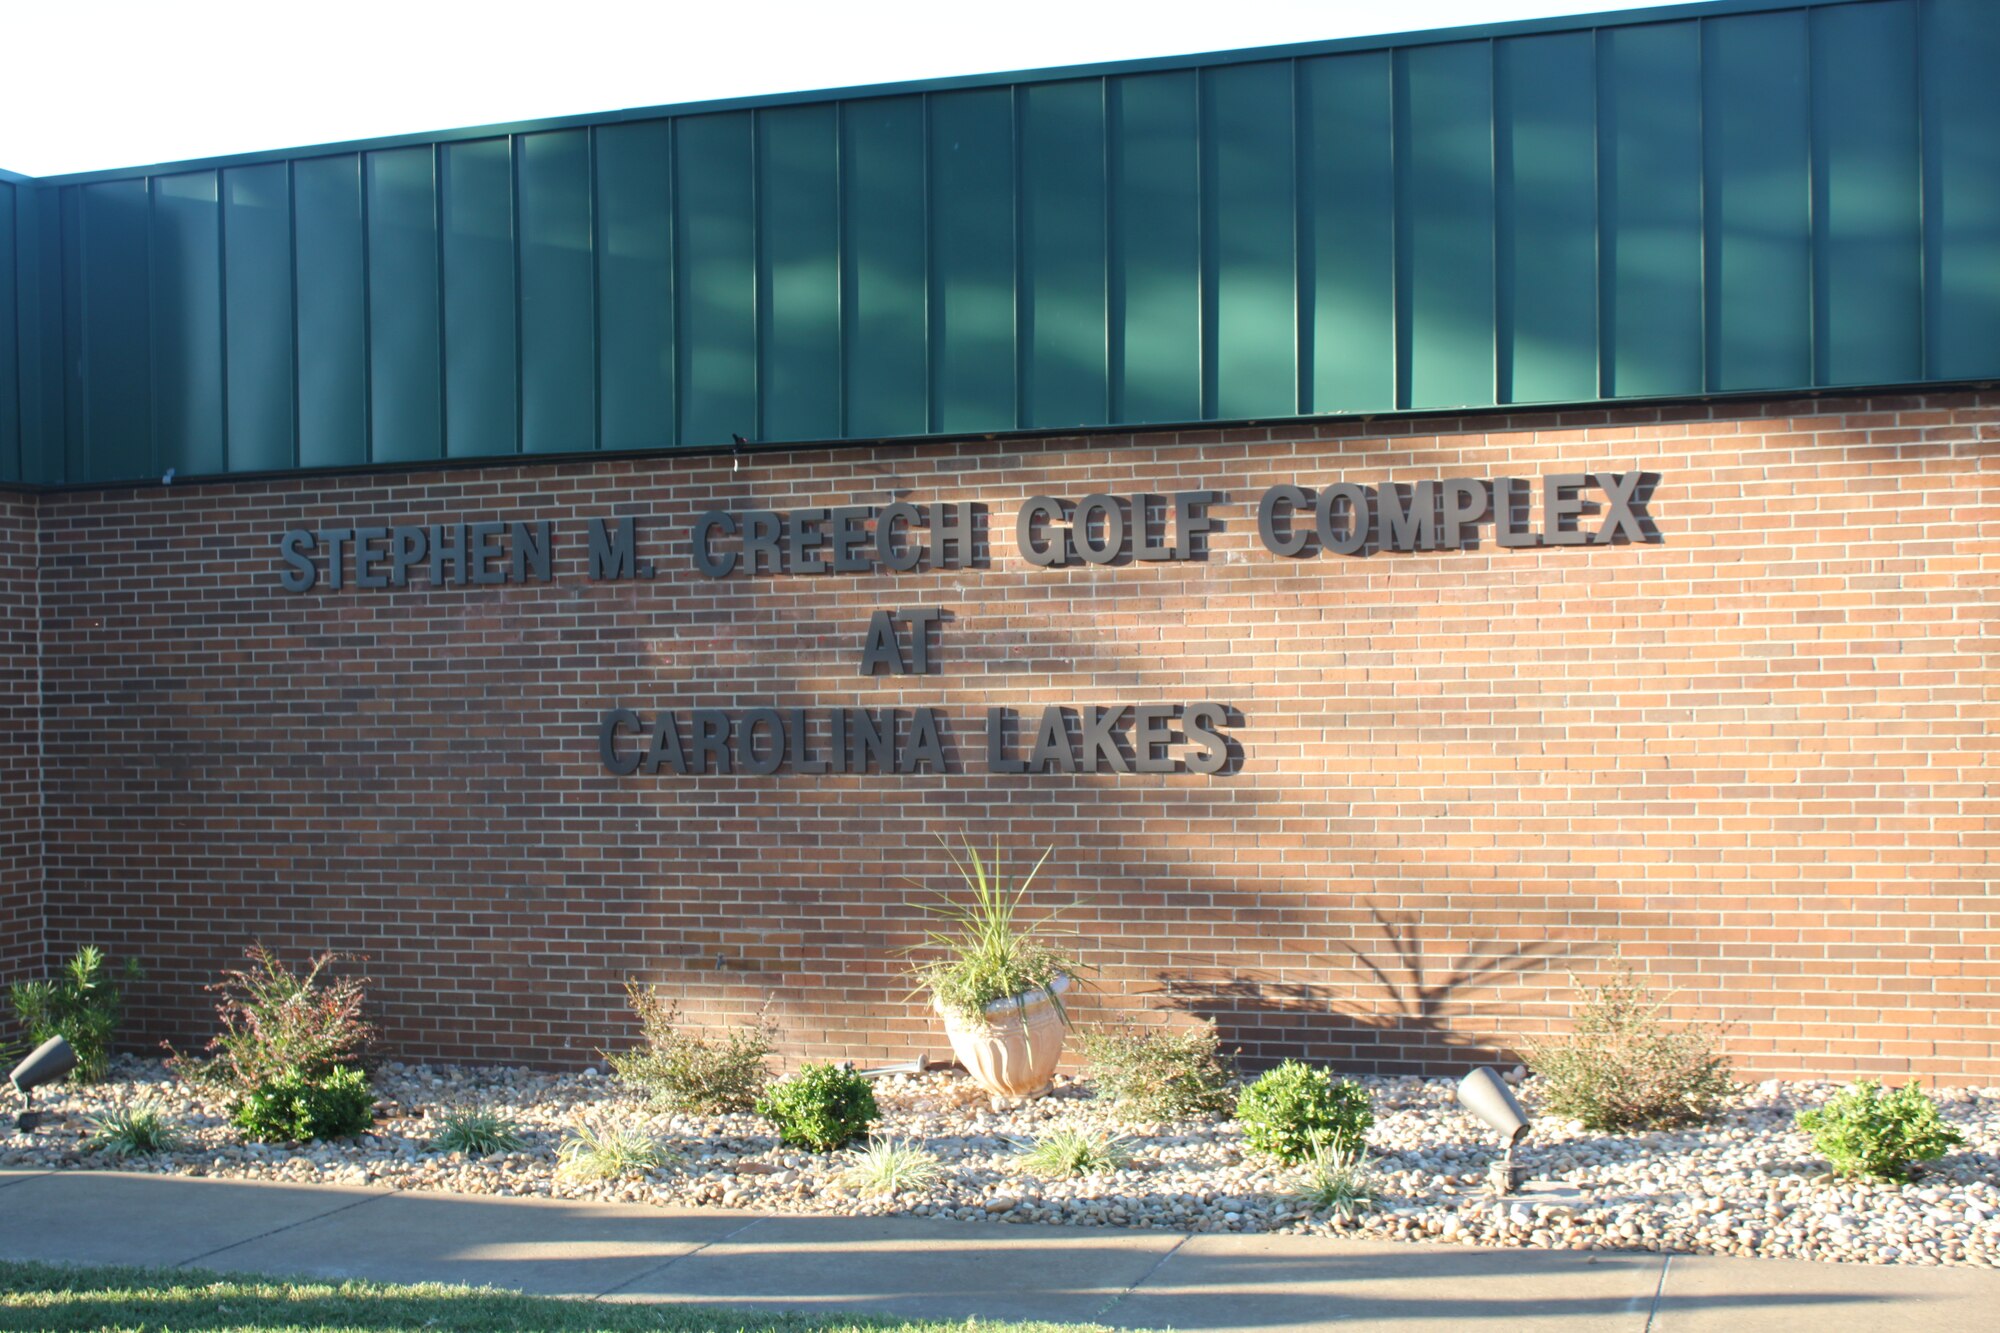 STEPHEN M. CREECH GOLF COMPLEX
AT
CAROLINA LAKES